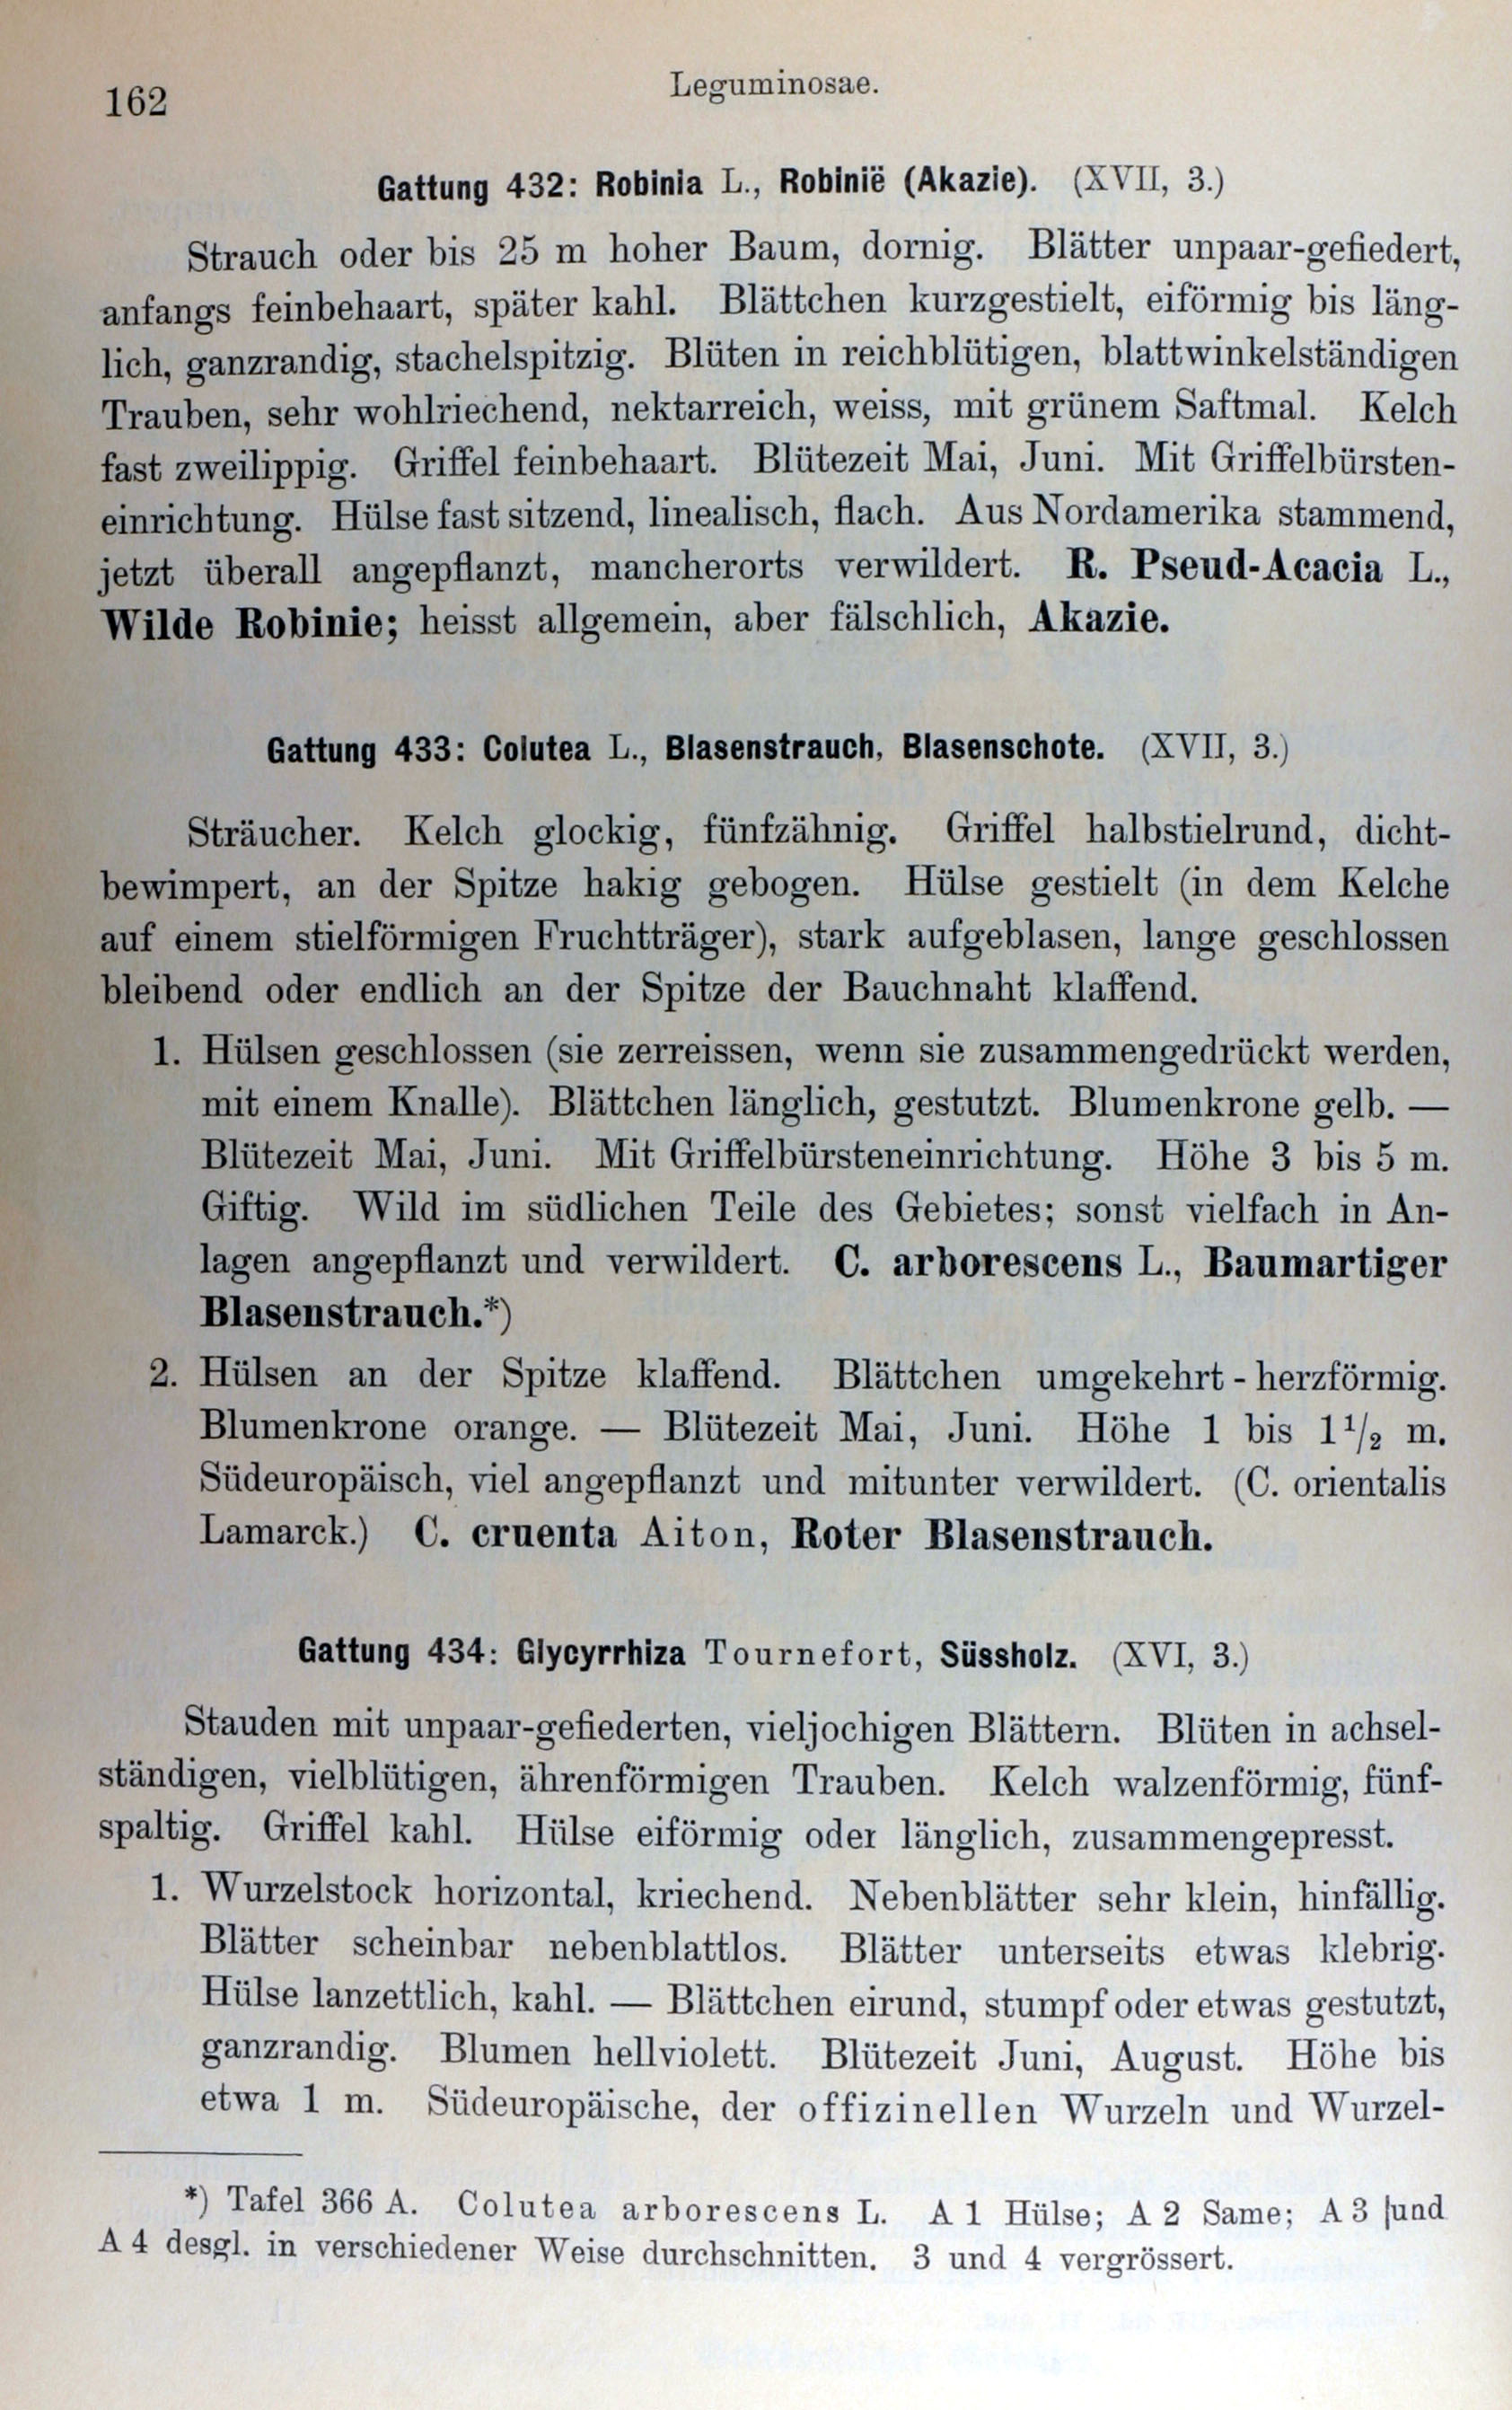 162
Leguminosae.
Gattung 432: Robinia L., Robinië (Akazie). (XVII, 3.)
Strauch oder bis 25 m hoher Baum, dornig. Blätter unpaar-gefiedert,
anfangs feinbehaart, später kahl. Blättchen kurzgestielt, eiförmig bis läng-
lich, ganzrandig, stachelspitzig. Blüten in reichblütigen, blattwinkelständigen
Trauben, sehr wohlriechend, nektarreich, weiss, mit grünem Saftmal. Kelch
fast zweilippig. Griffel feinbehaart. Blütezeit Mai, Juni. Mit Griffelbürsten-
einrichtung. Hülse fast sitzend, linealisch, flach. Aus Nordamerika stammend,
jetzt überall angepflanzt, mancherorts verwildert. R. Pseud-Acacia L.,
Wilde Robinie; heisst allgemein, aber fälschlich, Akazie.
Gattung 433: Colutea L., Blasenstrauch, Blasenschote. (XVII, 3.)
Sträucher. Kelch glockig, fünfzähnig. Griffel halbstielrund, dicht-
bewimpert, an der Spitze hakig gebogen. Hülse gestielt (in dem Kelche
auf einem stielförmigen Fruchtträger), stark aufgeblasen, lange geschlossen
bleibend oder endlich an der Spitze der Bauchnaht klaffend.
1. Hülsen geschlossen (sie zerreissen, wenn sie zusammengedrückt werden,
mit einem Knalle). Blättchen länglich, gestutzt. Blumenkrone gelb. —
Blütezeit Mai, Juni. Mit Griffelbürsteneinrichtung. Höhe 3 bis 5 m.
Giftig. Wild im südlichen Teile des Gebietes; sonst vielfach in An-
lagen angepflanzt und verwildert. C. arborescens L., Baumartiger
Blasenstrauch.*)
2. Hülsen an der Spitze klaffend. Blättchen umgekehrt-herzförmig.
Blumenkrone orange. — Blütezeit Mai, Juni. Höhe 1 bis 1 1/2 m.
Südeuropäisch, viel angepflanzt und mitunter verwildert. (C. orientalis
Lamarck.) C. cruenta Aiton, Roter Blasenstrauch.
Gattung 434: Glycyrrhiza Tournefort, Süssholz. (XVI, 3.)
Stauden mit unpaar-gefiederten, vieljochigen Blättern. Blüten in achsel-
ständigen, vielblütigen, ährenförmigen Trauben. Kelch walzenförmig, fünf-
spaltig. Griffel kahl. Hülse eiförmig oder länglich, zusammengepresst.
1. Wurzelstock horizontal, kriechend. Nebenblätter sehr klein, hinfällig.
Blätter scheinbar nebenblattlos. Blätter unterseits etwas klebrig.
Hülse lanzettlich, kahl. — Blättchen eirund, stumpf oder etwas gestutzt,
ganzrandig. Blumen hellviolett. Blütezeit Juni, August. Höhe bis
etwa 1 m. Südeuropäische, der offizinellen Wurzeln und Wurzel-
*) Tafel 366 A. Colutea arborescens L. A 1 Hülse; A 2 Same; A 3 und
A 4 desgl. in verschiedener Weise durchschnitten. 3 und 4 vergrössert.